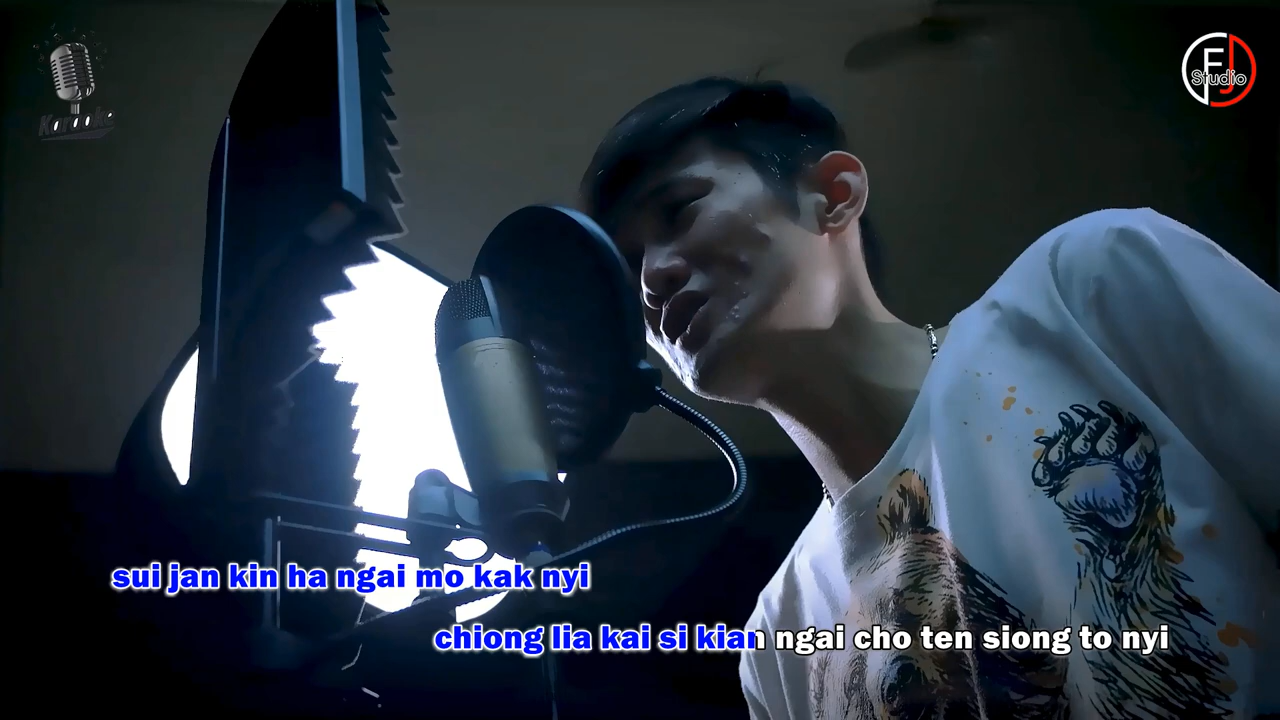 Karaoke
FJ
Studio
sui jan kin ha ngai mo kak nyi
chiong lia kai si kian ngai cho ten siong to nyi